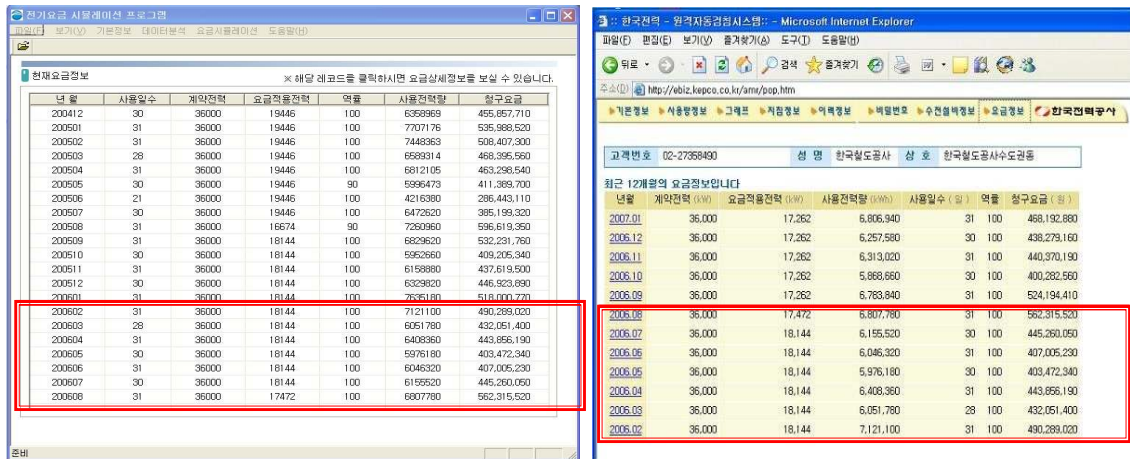 전기요금 시뮬레이션 프로그램
파일(F) 보기(V) 기본정보 데이터분석 요금시뮬레이션 도움말(H)
현재요금정보
※ 해당 레코드를 클릭하시면 요금상세정보를 보실 수 있습니다.
년 월 사용일수 계약전력 요금적용전력 역률 사용전력량 청구요금
200412 30 36000 19446 100 6358969 455,857,710
200501 31 36000 19446 100 7707176 535,988,520
200502 31 36000 19446 100 7448363 508,407,300
200503 28 36000 19446 100 6589314 468,395,560
200504 31 36000 19446 100 6812105 463,298,540
200505 30 36000 19446 90 5996473 411,389,700
200506 21 36000 19446 100 4216380 286,443,110
200507 30 36000 19446 100 6472620 385,199,320
200508 31 36000 16674 90 7260960 596,619,350
200509 31 36000 18144 100 6829620 532,231,760
200510 30 36000 18144 100 5952660 409,205,340
200511 31 36000 18144 100 6158880 437,619,500
200512 30 36000 18144 100 6329820 446,923,890
200601 31 36000 18144 100 7635180 518,000,770
200602 31 36000 18144 100 7121100 490,289,020
200603 28 36000 18144 100 6051780 432,051,400
200604 31 36000 18144 100 6408360 443,856,190
200605 30 36000 18144 100 5976180 403,472,340
200606 31 36000 18144 100 6046320 407,005,230
200607 30 36000 18144 100 6155520 445,260,050
200608 31 36000 17472 100 6807780 562,315,520
준비
:: 한국전력 - 원격자동검침시스템:: - Microsoft Internet Explorer
파일(F) 편집(E) 보기(V) 즐겨찾기(A) 도구(T) 도움말(H)
뒤로 검색 즐겨찾기
주소(D) http://ebiz.kepco.co.kr/amr/pop.htm
기본정보 사용량정보 그래프 지침정보 이력정보 비밀번호 수전설비정보 요금정보 한국전력공사
고객번호 02-27358490 성 명 한국철도공사 상 호 한국철도공사수도권동
최근 12개월의 요금정보입니다
년월 계약전력 (kW) 요금적용전력 (kW) 사용전력량 (kWh) 사용일수 (일) 역률 청구요금 (원)
2007.01 36,000 17,262 6,806,940 31 100 468,192,880
2006.12 36,000 17,262 6,257,580 30 100 438,279,160
2006.11 36,000 17,262 6,313,020 31 100 440,370,190
2006.10 36,000 17,262 5,868,660 30 100 400,282,560
2006.09 36,000 17,262 6,783,840 31 100 524,194,410
2006.08 36,000 17,472 6,807,780 31 100 562,315,520
2006.07 36,000 18,144 6,155,520 30 100 445,260,050
2006.06 36,000 18,144 6,046,320 31 100 407,005,230
2006.05 36,000 18,144 5,976,180 30 100 403,472,340
2006.04 36,000 18,144 6,408,360 31 100 443,856,190
2006.03 36,000 18,144 6,051,780 28 100 432,051,400
2006.02 36,000 18,144 7,121,100 31 100 490,289,020